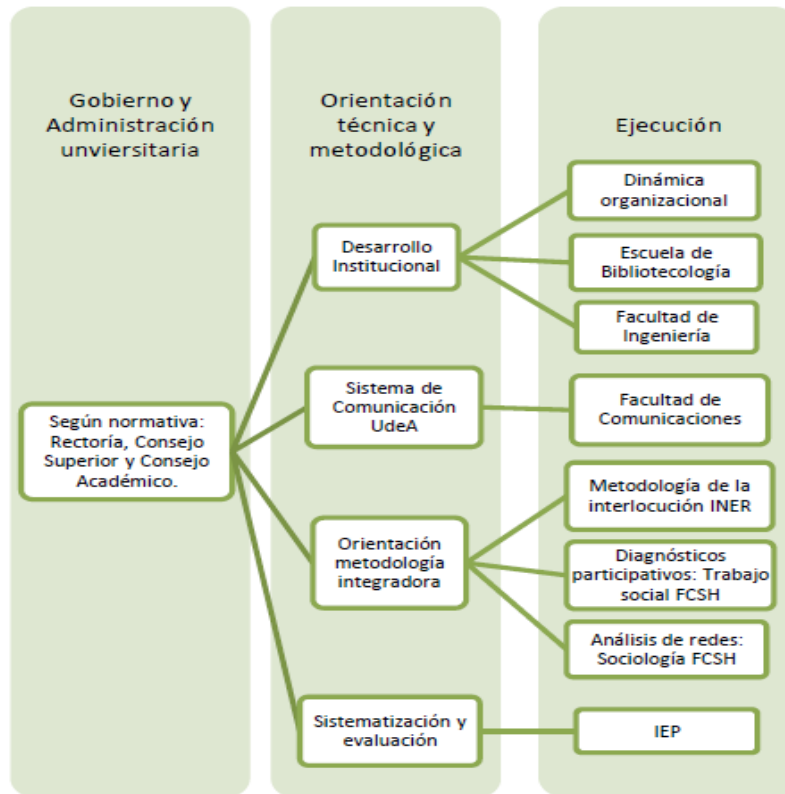 Gobierno y
Administración
unviersitaria
Orientación
técnica y
metodológica
Ejecución
Según normativa:
Rectoría, Consejo
Superior y Consejo
Académico.
Desarrollo
Institucional
Dinámica
organizacional
Escuela de
Bibliotecología
Facultad de
Ingeniería
Sistema de
Comunicación
UdeA
Facultad de
Comunicaciones
Orientación
metodología
integradora
Metodología de la
interlocución INER
Diagnósticos
participativos: Trabajo
social FCSH
Análisis de redes:
Sociología FCSH
Sistematización y
evaluación
IEP